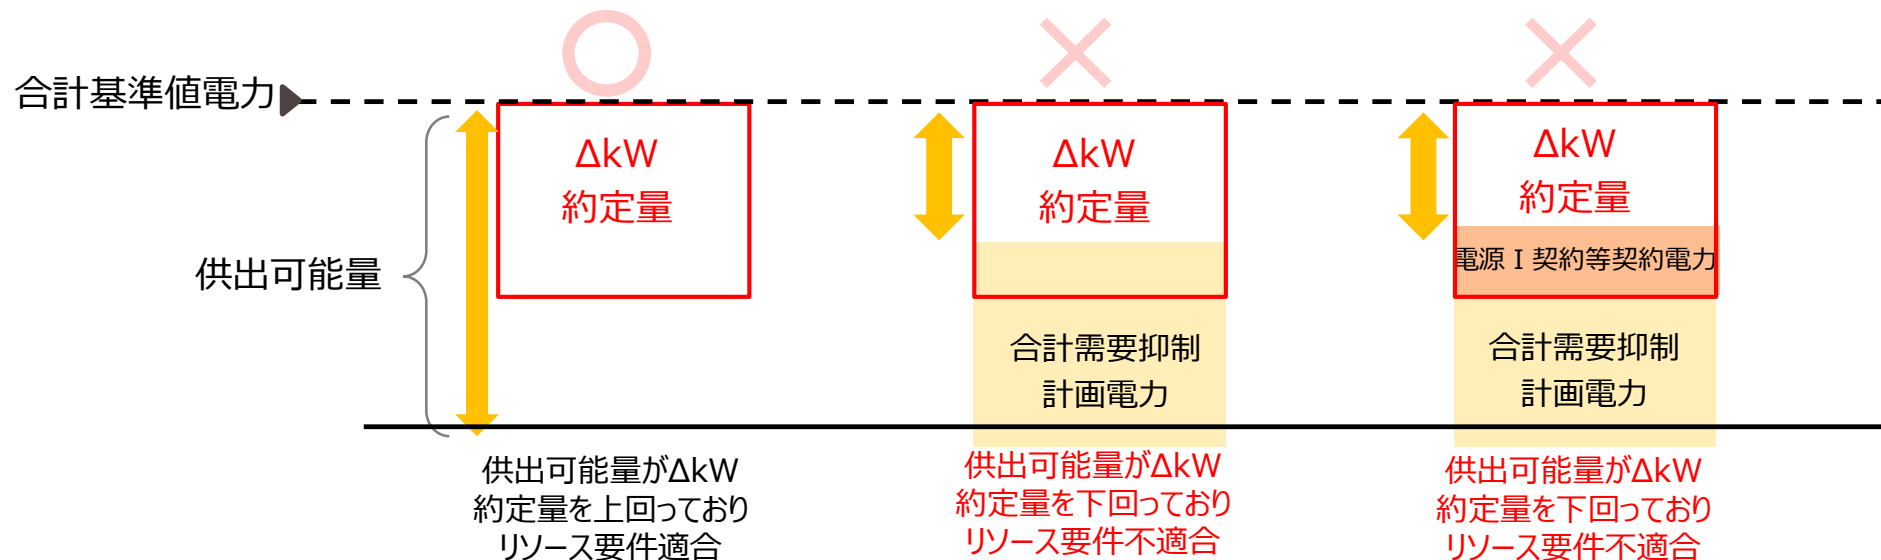 合計基準値電力
供出可能量
ΔkW
約定量
供出可能量がΔkW
約定量を上回っており
リソース要件適合
ΔkW
約定量
合計需要抑制
計画電力
供出可能量がΔkW
約定量を下回っており
リソース要件不適合
ΔkW
約定量
電源Ⅰ契約等契約電力
合計需要抑制
計画電力
供出可能量がΔkW
約定量を下回っており
リソース要件不適合